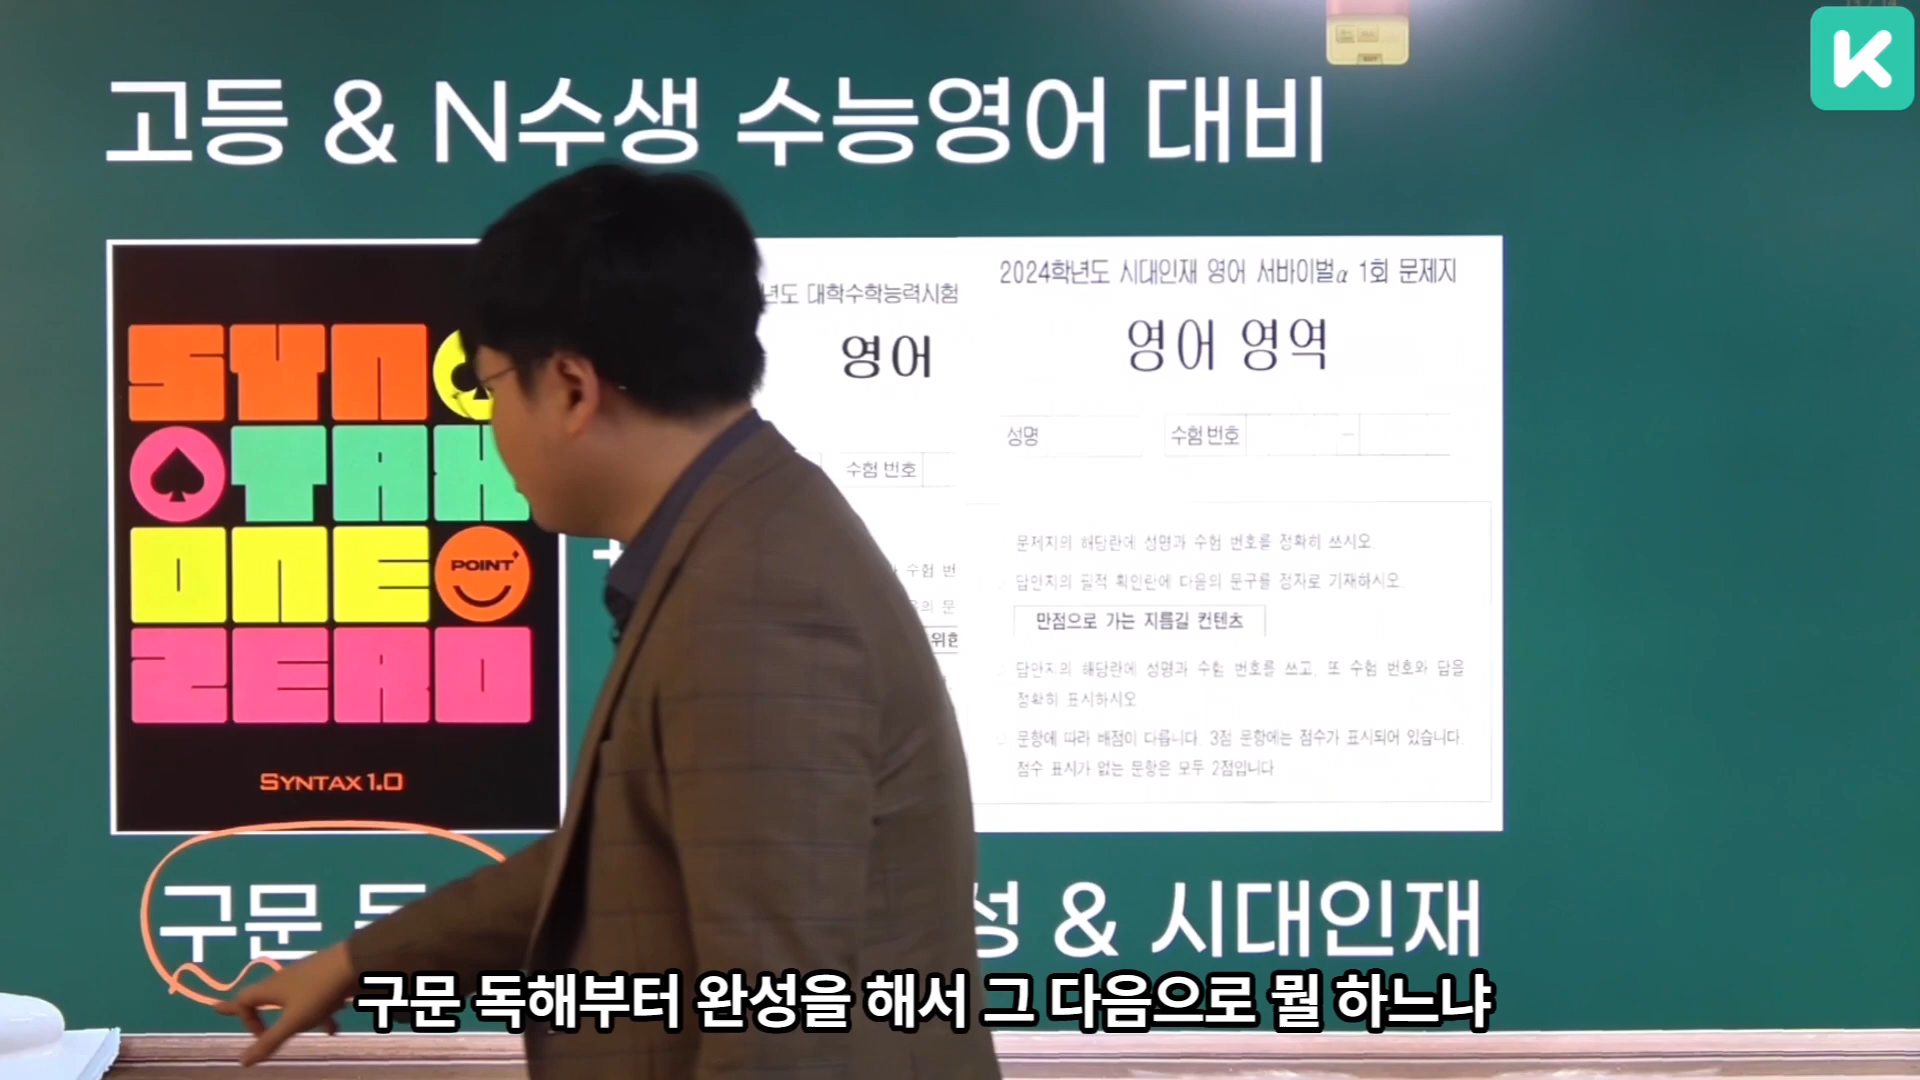 K
고등 & N수생 수능영어 대비
SYN
TAX
ONE
POINT
ZERO
SYNTAX 1.0
년도 대학수학능력시험
영어
수험 번호
수험 번
의 문
위한
2024학년도 시대인재 영어 서바이벌α 1회 문제지
영어 영역
성명
수험 번호
–
문제지의 해당란에 성명과 수험 번호를 정확히 쓰시오.
답안지의 필적 확인란에 다음의 문구를 정자로 기재하시오.
만점으로 가는 지름길 컨텐츠
답안지의 해당란에 성명과 수험 번호를 쓰고, 또 수험 번호와 답을
정확히 표시하시오
문항에 따라 배점이 다릅니다. 3점 문항에는 점수가 표시되어 있습니다.
점수 표시가 없는 문항은 모두 2점입니다
+
구문 성 & 시대인재
구문 독해부터 완성을 해서 그 다음으로 뭘 하느냐